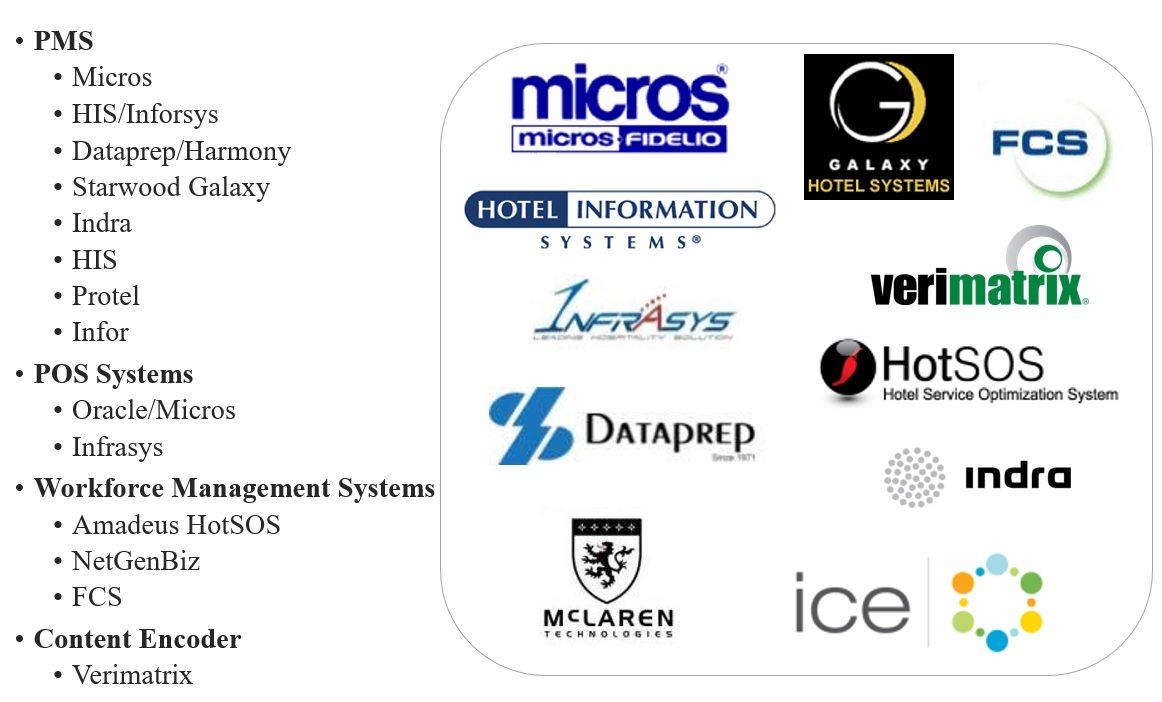 • PMS
• Micros
• HIS/Inforsys
• Dataprep/Harmony
• Starwood Galaxy
• Indra
• HIS
• Protel
• Infor
• POS Systems
• Oracle/Micros
• Infrasys
• Workforce Management Systems
• Amadeus HotSOS
• NetGenBiz
• FCS
• Content Encoder
• Verimatrix
micros®
micros FIDELIO
G
GALAXY
HOTEL SYSTEMS
FCS
HOTEL INFORMATION
SYSTEMS®
verimatrix®
INFRASYS
LEADING HOSPITALITY SOLUTION
HotSOS
Hotel Service Optimization System
DATAPREP
Since 1971
indra
McLAREN
TECHNOLOGIES
ice